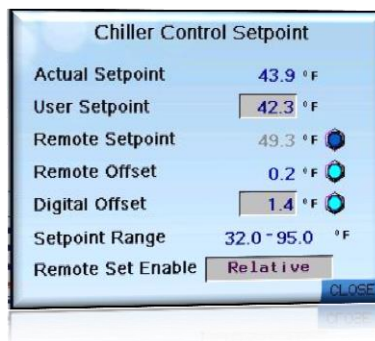 Chiller Control Setpoint
Actual Setpoint 43.9 °F
User Setpoint 42.3 °F
Remote Setpoint 49.3 °F
Remote Offset 0.2 °F
Digital Offset 1.4 °F
Setpoint Range 32.0 - 95.0 °F
Remote Set Enable Relative
CLOSE